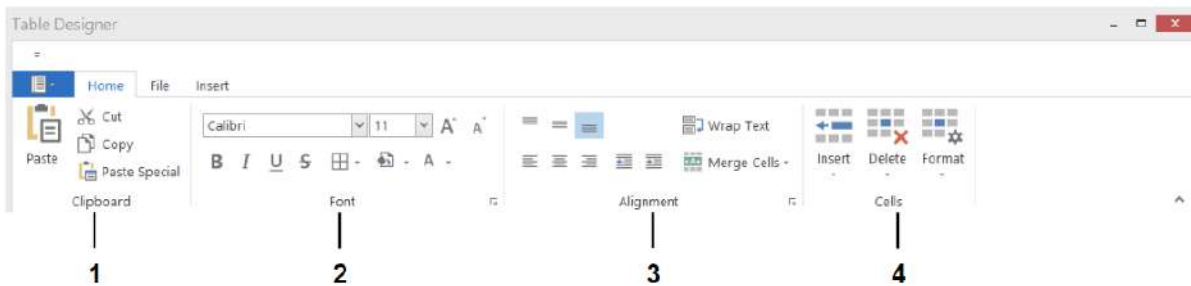 Table Designer
Home File Insert
Paste
Cut
Copy
Paste Special
Clipboard
Calibri 11 A A
B I U S A
Font
Wrap Text
Merge Cells
Alignment
Insert Delete Format
Cells
1 2 3 4